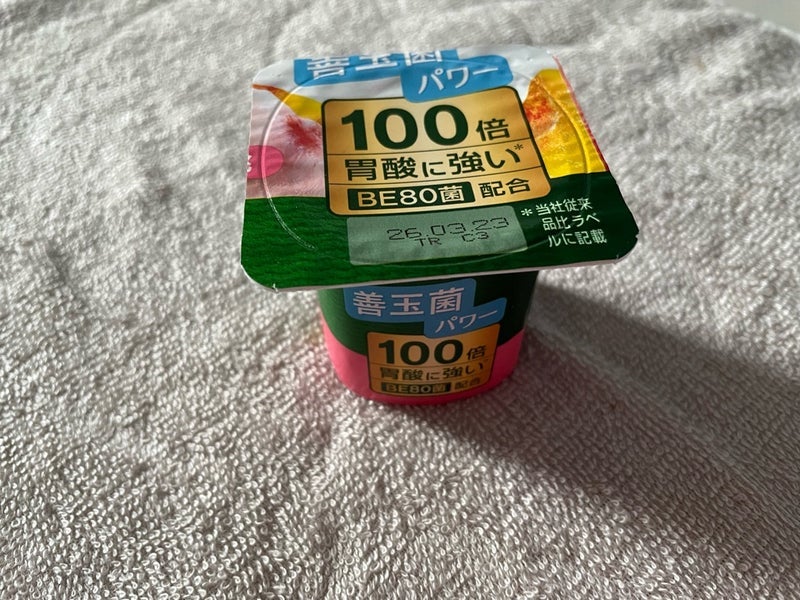 善玉菌
パワー
100倍
胃酸に強い*
BE80菌 配合
*当社従来
品比ラベ
ルに記載
26.03.23
TR C3
善玉菌
パワー
100倍
胃酸に強い*
BE80菌 配合